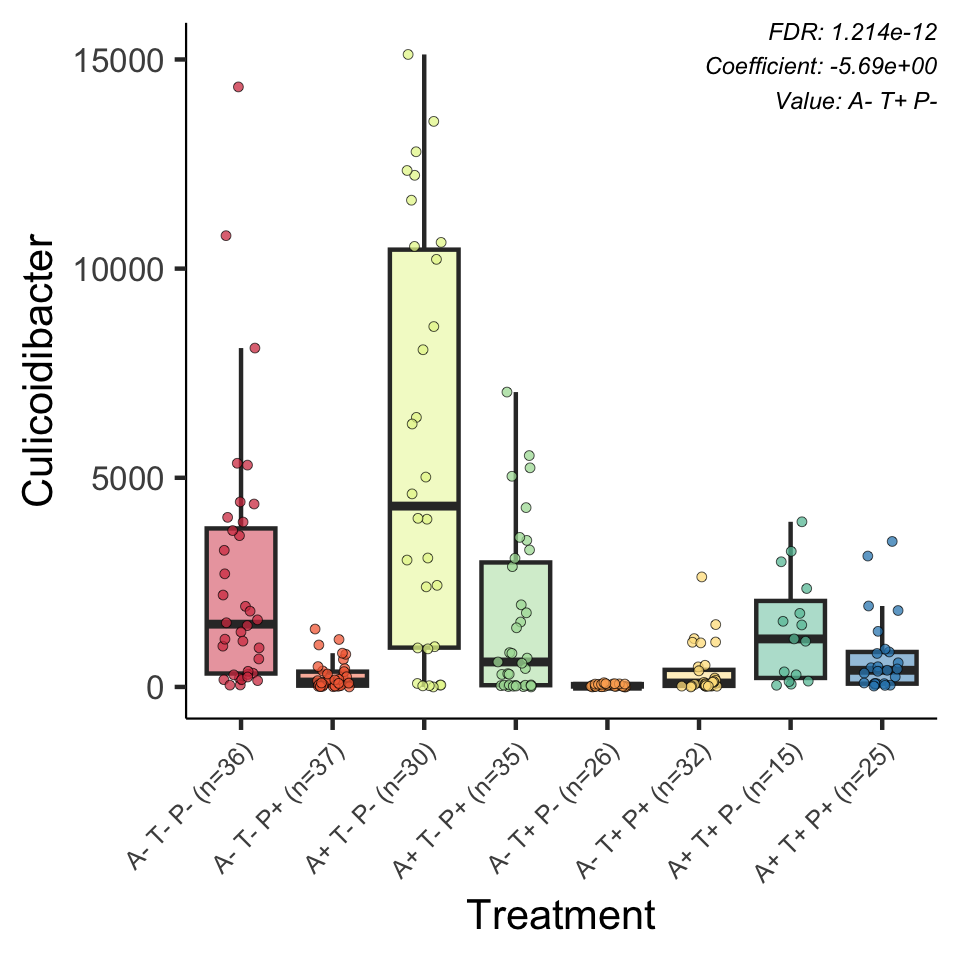 FDR: 1.214e-12
Coefficient: -5.69e+00
Value: A- T+ P-
15000
10000
5000
0
Culicoidibacter
A- T- P- (n=36)
A- T- P+ (n=37)
A+ T- P- (n=30)
A+ T- P+ (n=35)
A- T+ P- (n=26)
A- T+ P+ (n=32)
A+ T+ P- (n=15)
A+ T+ P+ (n=25)
Treatment